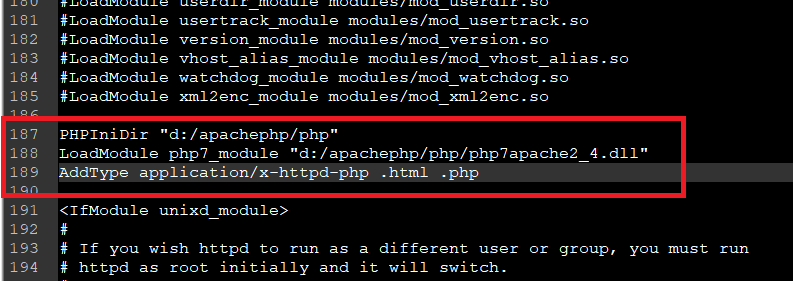 180 #LoadModule userdir_module modules/mod_userdir.so
181 #LoadModule usertrack_module modules/mod_usertrack.so
182 #LoadModule version_module modules/mod_version.so
183 #LoadModule vhost_alias_module modules/mod_vhost_alias.so
184 #LoadModule watchdog_module modules/mod_watchdog.so
185 #LoadModule xml2enc_module modules/mod_xml2enc.so
186
187 PHPIniDir "d:/apachephp/php"
188 LoadModule php7_module "d:/apachephp/php/php7apache2_4.dll"
189 AddType application/x-httpd-php .html .php
190
191 <IfModule unixd_module>
192 #
193 # If you wish httpd to run as a different user or group, you must run
194 # httpd as root initially and it will switch.